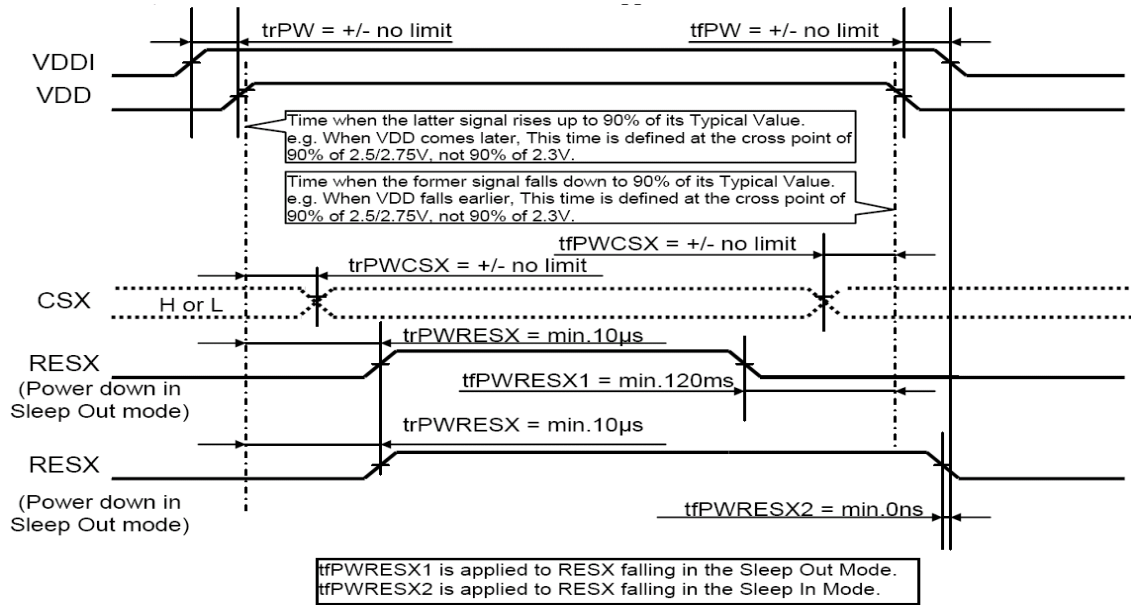 trPW = +/- no limit
tfPW = +/- no limit
VDDI
VDD
Time when the latter signal rises up to 90% of its Typical Value.
e.g. When VDD comes later, This time is defined at the cross point of
90% of 2.5/2.75V, not 90% of 2.3V.
Time when the former signal falls down to 90% of its Typical Value.
e.g. When VDD falls earlier, This time is defined at the cross point of
90% of 2.5/2.75V, not 90% of 2.3V.
tfPWCSX = +/- no limit
trPWCSX = +/- no limit
CSX
H or L
trPWRESX = min.10µs
RESX
(Power down in
Sleep Out mode)
tfPWRESX1 = min.120ms
trPWRESX = min.10µs
RESX
(Power down in
Sleep Out mode)
tfPWRESX2 = min.0ns
tfPWRESX1 is applied to RESX falling in the Sleep Out Mode.
tfPWRESX2 is applied to RESX falling in the Sleep In Mode.